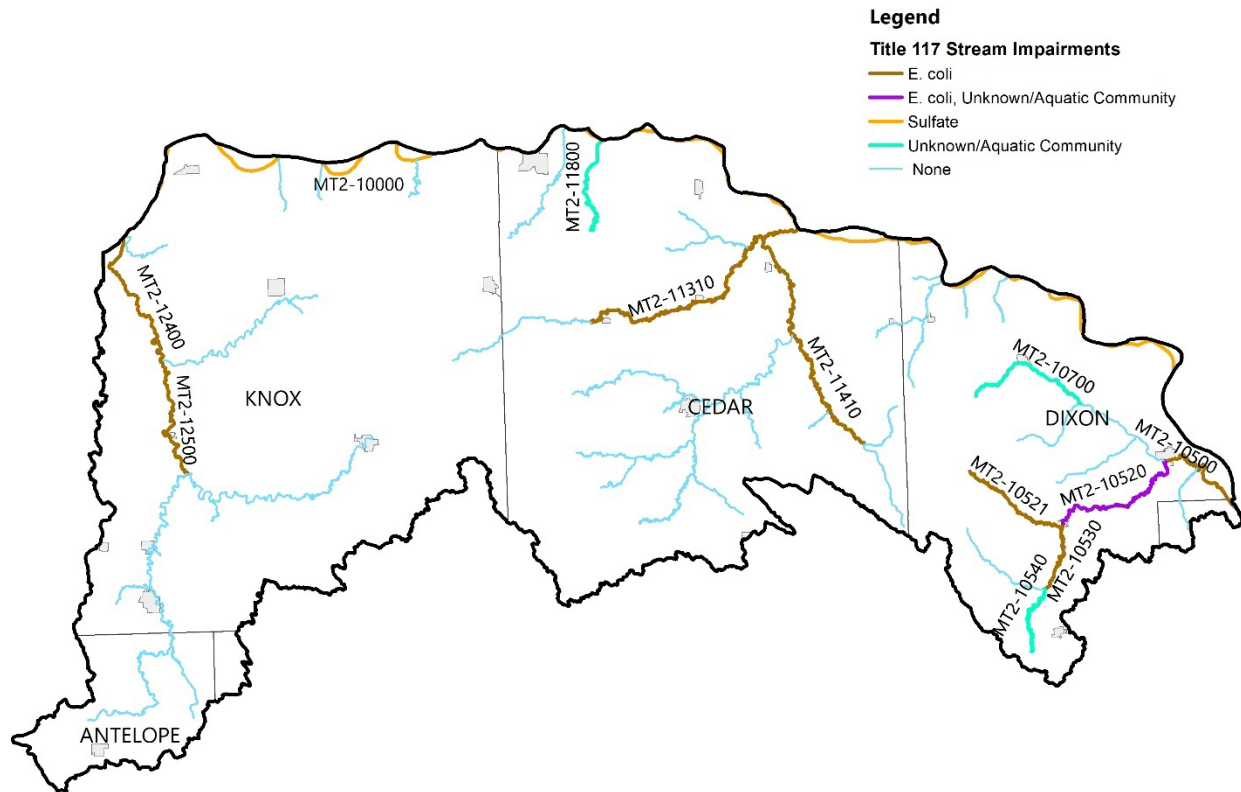 Legend
Title 117 Stream Impairments
E. coli
E. coli, Unknown/Aquatic Community
Sulfate
Unknown/Aquatic Community
None
MT2-10000
MT2-11800
MT2-12400
MT2-11310
MT2-12500
KNOX
MT2-11410
CEDAR
MT2-10700
DIXON
MT2-10500
MT2-10521
MT2-10520
MT2-10540
MT2-10530
ANTELOPE